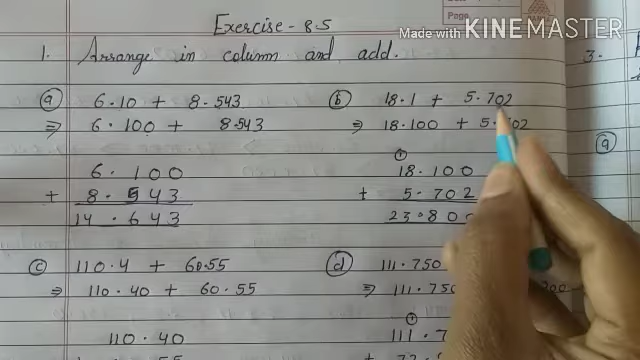 Made with KINEMASTER
Page
Exercise - 8.5
1. Arrange in column and add.
3.
(a) 6.10 + 8.543
⇒ 6.100 + 8.543
6.100
+ 8.543
14.643
(b) 18.1 + 5.702
⇒ 18.100 + 5.
1
18.100
+ 5.702
23.80
(a)
(c) 110.4 + 60.55
⇒ 110.40 + 60.55
110.40
(d) 111.750
⇒ 111.750
1
111.7